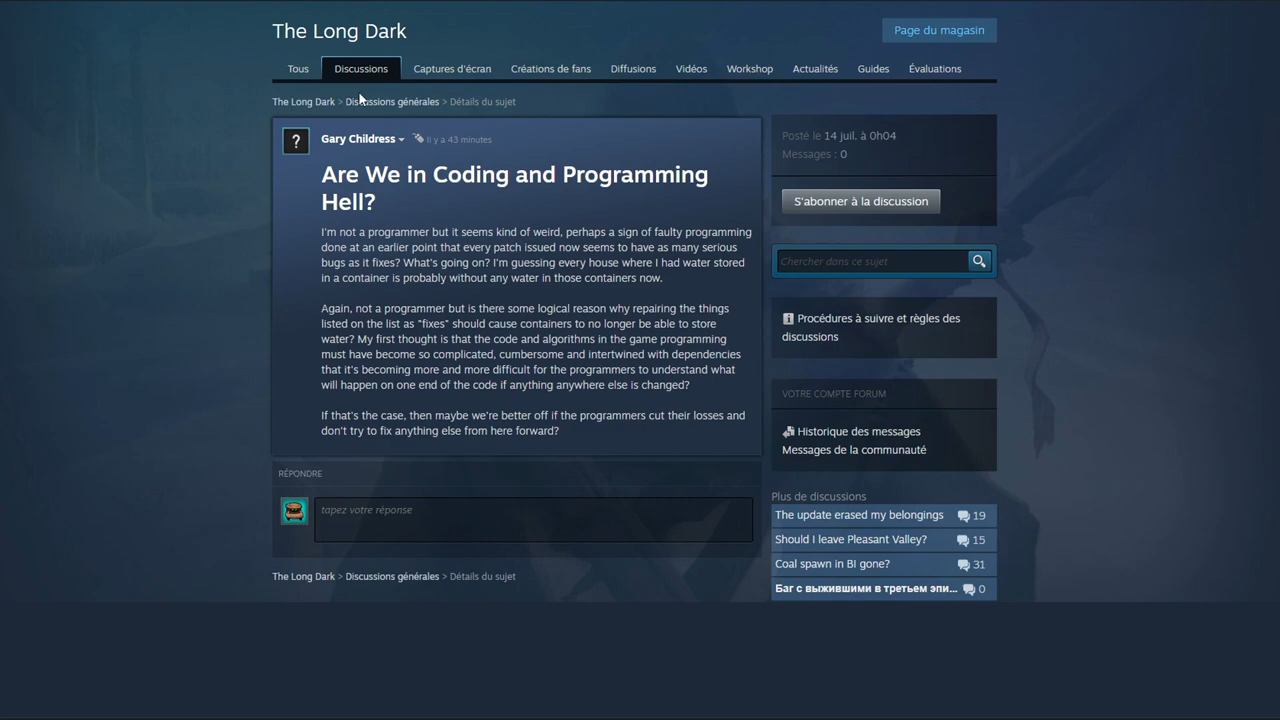 The Long Dark
Page du magasin
Tous
Discussions
Captures d'écran
Créations de fans
Diffusions
Vidéos
Workshop
Actualités
Guides
Évaluations
The Long Dark > Discussions générales > Détails du sujet
?
Gary Childress
Il y a 43 minutes
Are We in Coding and Programming
Hell?
I'm not a programmer but it seems kind of weird, perhaps a sign of faulty programming
done at an earlier point that every patch issued now seems to have as many serious
bugs as it fixes? What's going on? I'm guessing every house where I had water stored
in a container is probably without any water in those containers now.
Again, not a programmer but is there some logical reason why repairing the things
listed on the list as "fixes" should cause containers to no longer be able to store
water? My first thought is that the code and algorithms in the game programming
must have become so complicated, cumbersome and intertwined with dependencies
that it's becoming more and more difficult for the programmers to understand what
will happen on one end of the code if anything anywhere else is changed?
If that's the case, then maybe we're better off if the programmers cut their losses and
don't try to fix anything else from here forward?
RÉPONDRE
tapez votre réponse
The Long Dark > Discussions générales > Détails du sujet
Posté le 14 juil. à 0h04
Messages : 0
S'abonner à la discussion
Chercher dans ce sujet
Procédures à suivre et règles des
discussions
VOTRE COMPTE FORUM
Historique des messages
Messages de la communauté
Plus de discussions
The update erased my belongings 19
Should I leave Pleasant Valley? 15
Coal spawn in BI gone? 31
Баг с выжившими в третьем эпи... 0